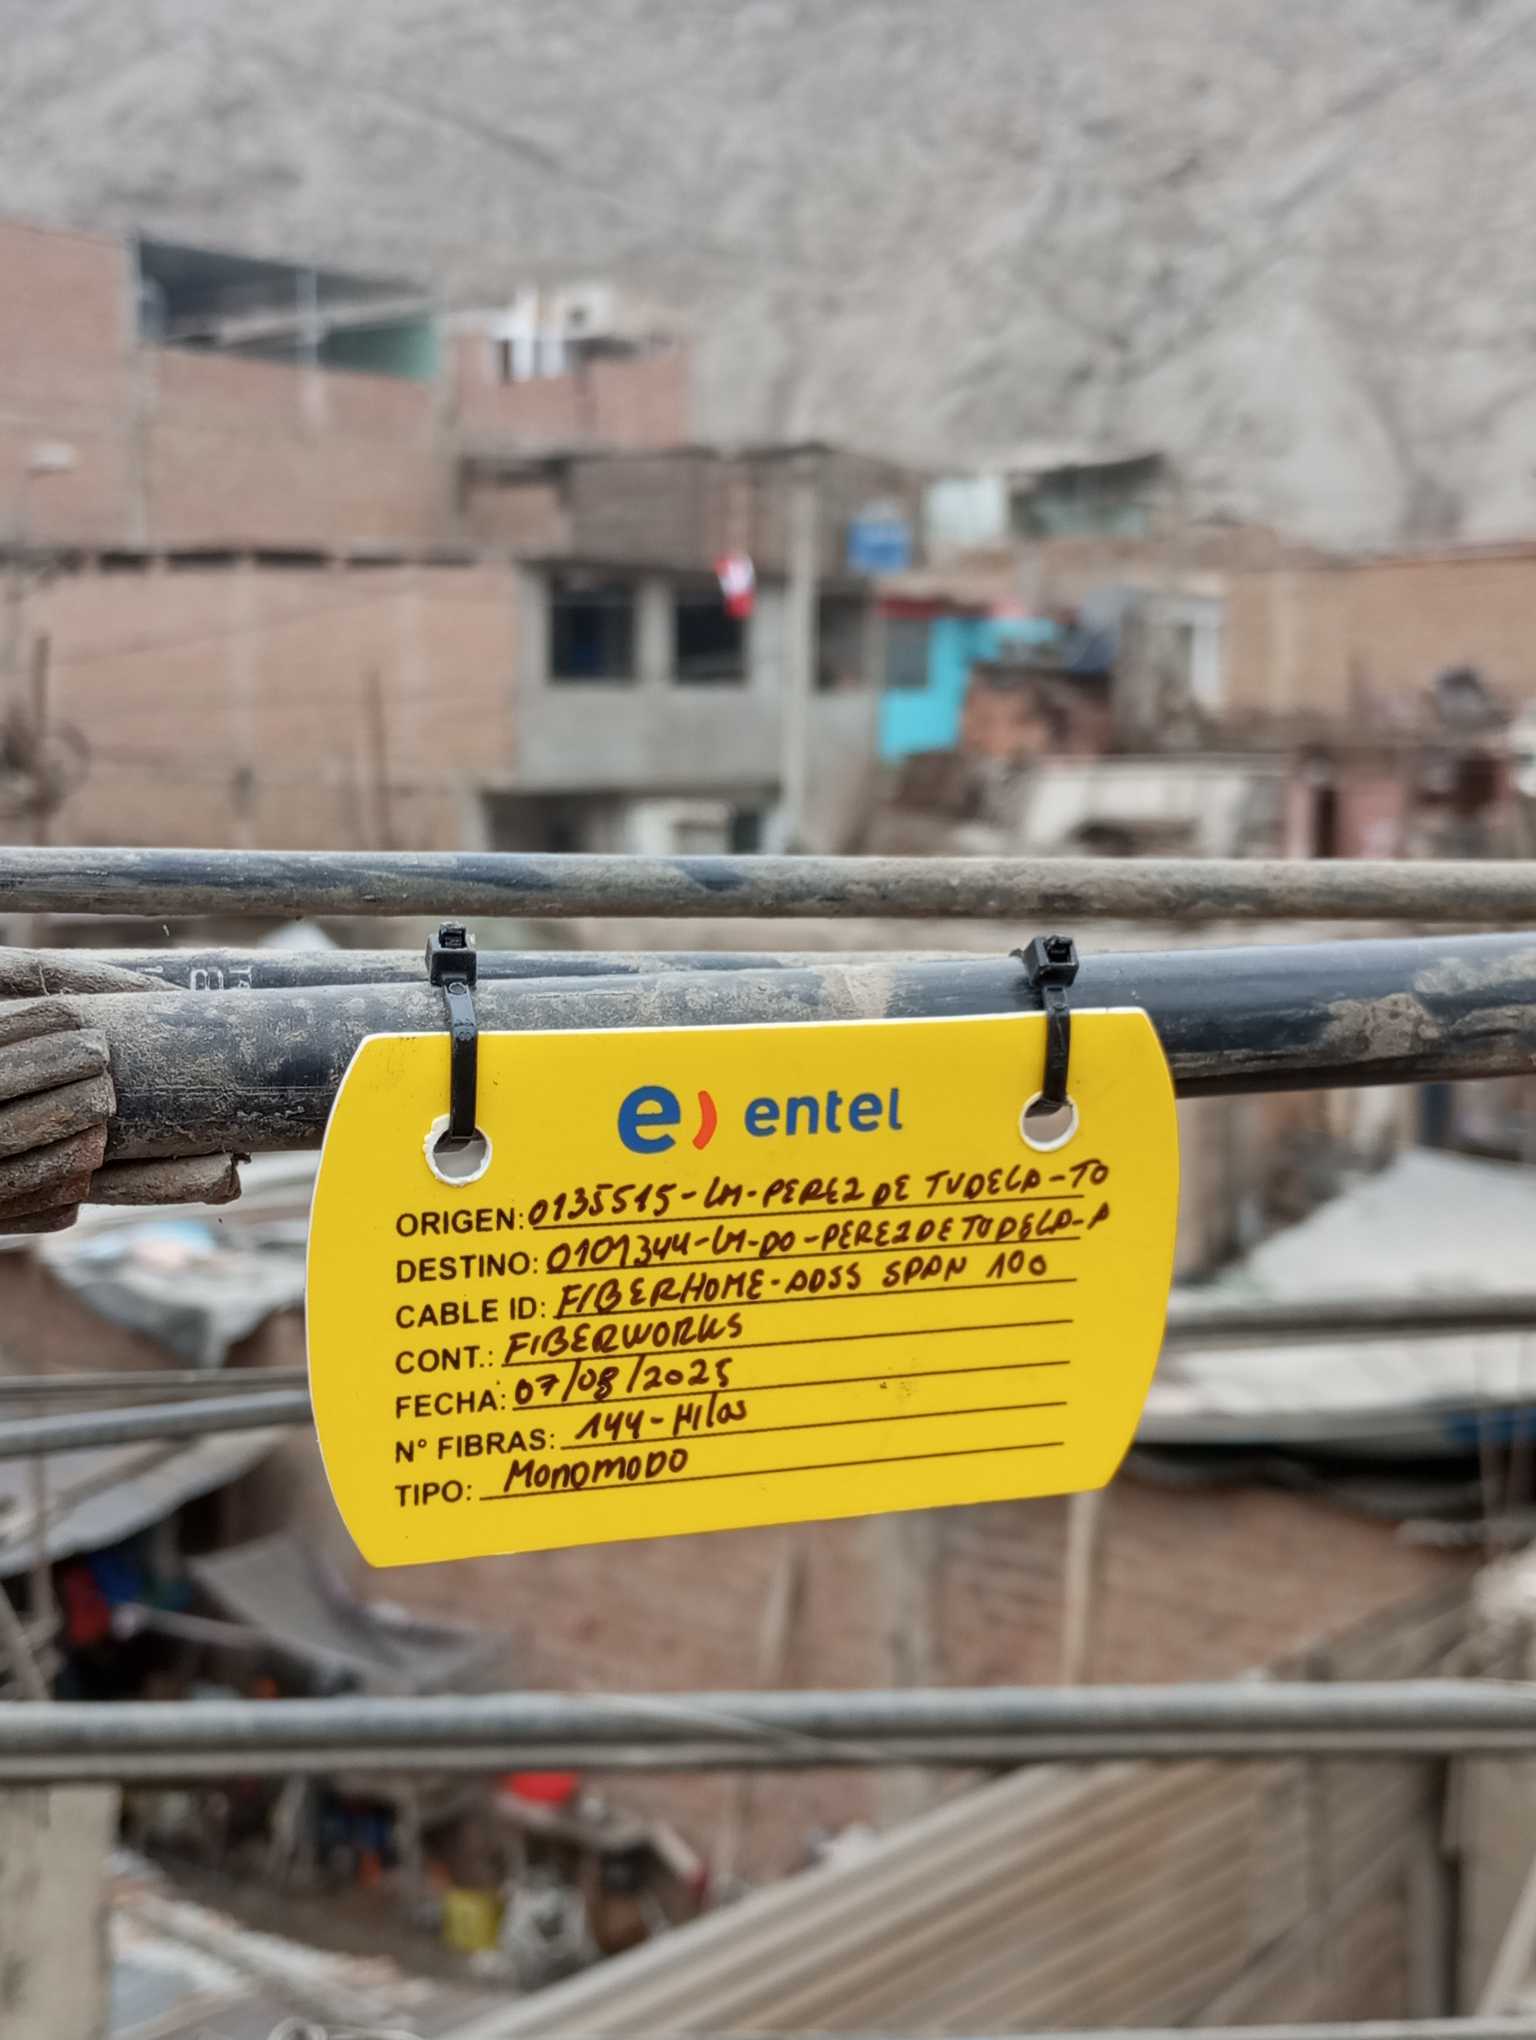 e) entel
ORIGEN: 0135515-LM-PEREZ DE TUDELA-TO
DESTINO: 0101344-LM-DO-PEREZ DE TUDELA-A
CABLE ID: FIBERHOME-ADSS SPAN 100
CONT.: FIBERWORKS
FECHA: 07/08/2025
N° FIBRAS: 144-Hilos
TIPO: MONOMODO